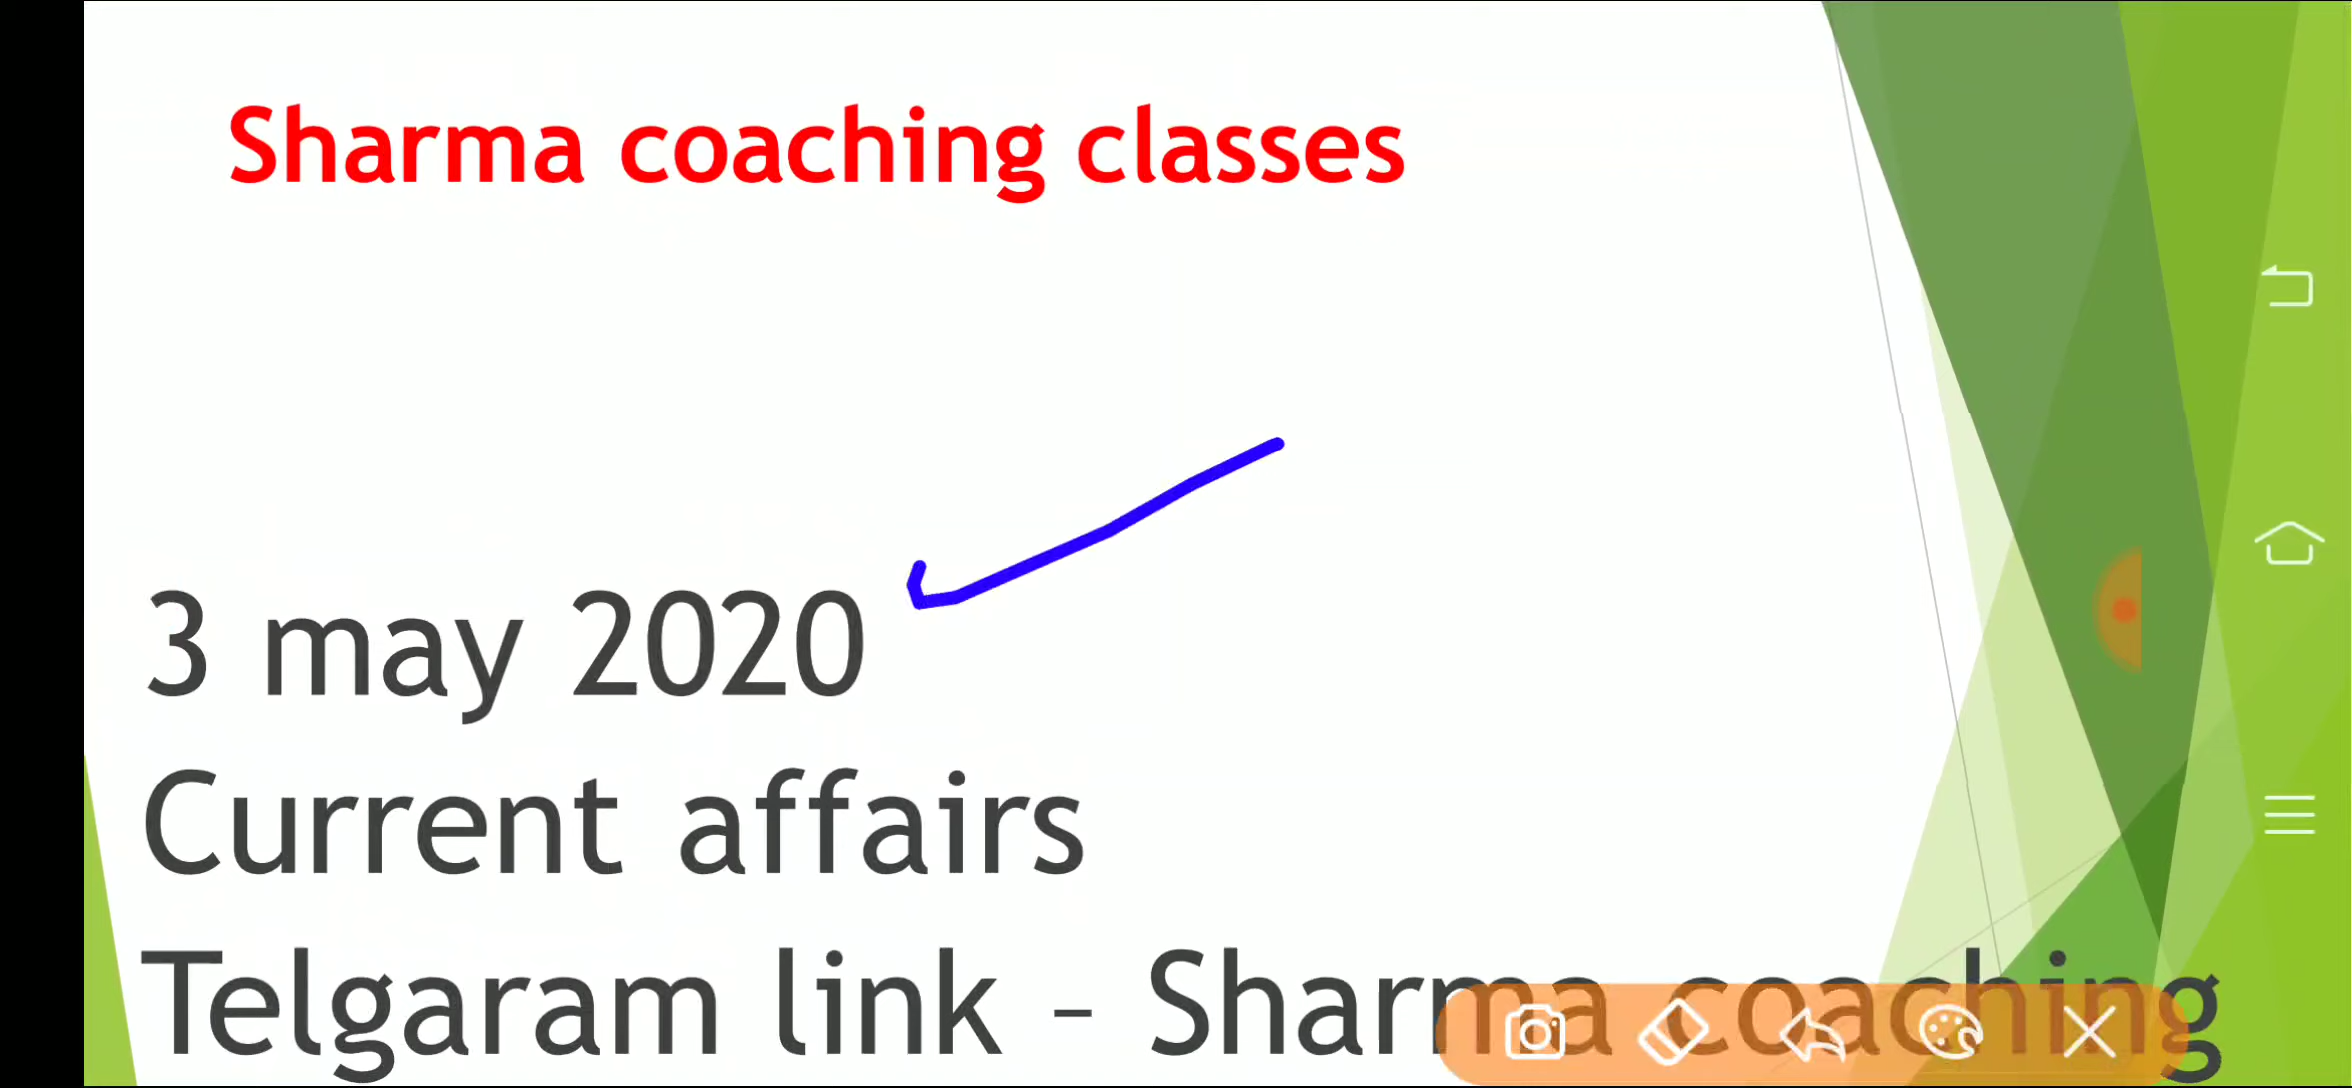 Sharma coaching classes
3 may 2020
Current affairs
Telgaram link - Sharma coaching